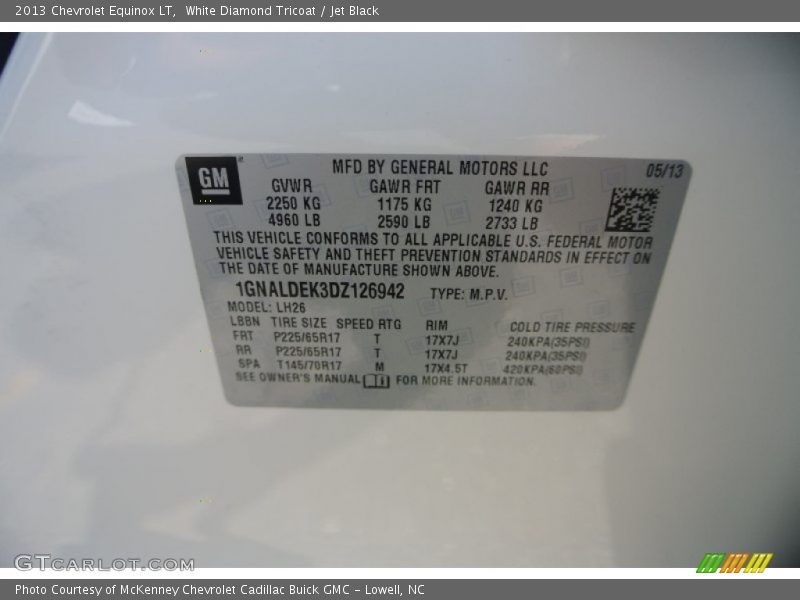 2013 Chevrolet Equinox LT,  White Diamond Tricoat / Jet Black
GM
MFD BY GENERAL MOTORS LLC 05/13
GVWR GAWR FRT GAWR RR
2250 KG 1175 KG 1240 KG
4960 LB 2590 LB 2733 LB
THIS VEHICLE CONFORMS TO ALL APPLICABLE U.S. FEDERAL MOTOR
VEHICLE SAFETY AND THEFT PREVENTION STANDARDS IN EFFECT ON
THE DATE OF MANUFACTURE SHOWN ABOVE.
1GNALDEK3DZ126942 TYPE: M.P.V.
MODEL: LH26
LBBN TIRE SIZE SPEED RTG RIM COLD TIRE PRESSURE
FRT P225/65R17 T 17X7J 240KPA(35PSI)
RR P225/65R17 T 17X7J 240KPA(35PSI)
SPA T145/70R17 M 17X4.5T 420KPA(60PSI)
SEE OWNER'S MANUAL FOR MORE INFORMATION.
GTCARLOT.COM
Photo Courtesy of McKenney Chevrolet Cadillac Buick GMC - Lowell, NC